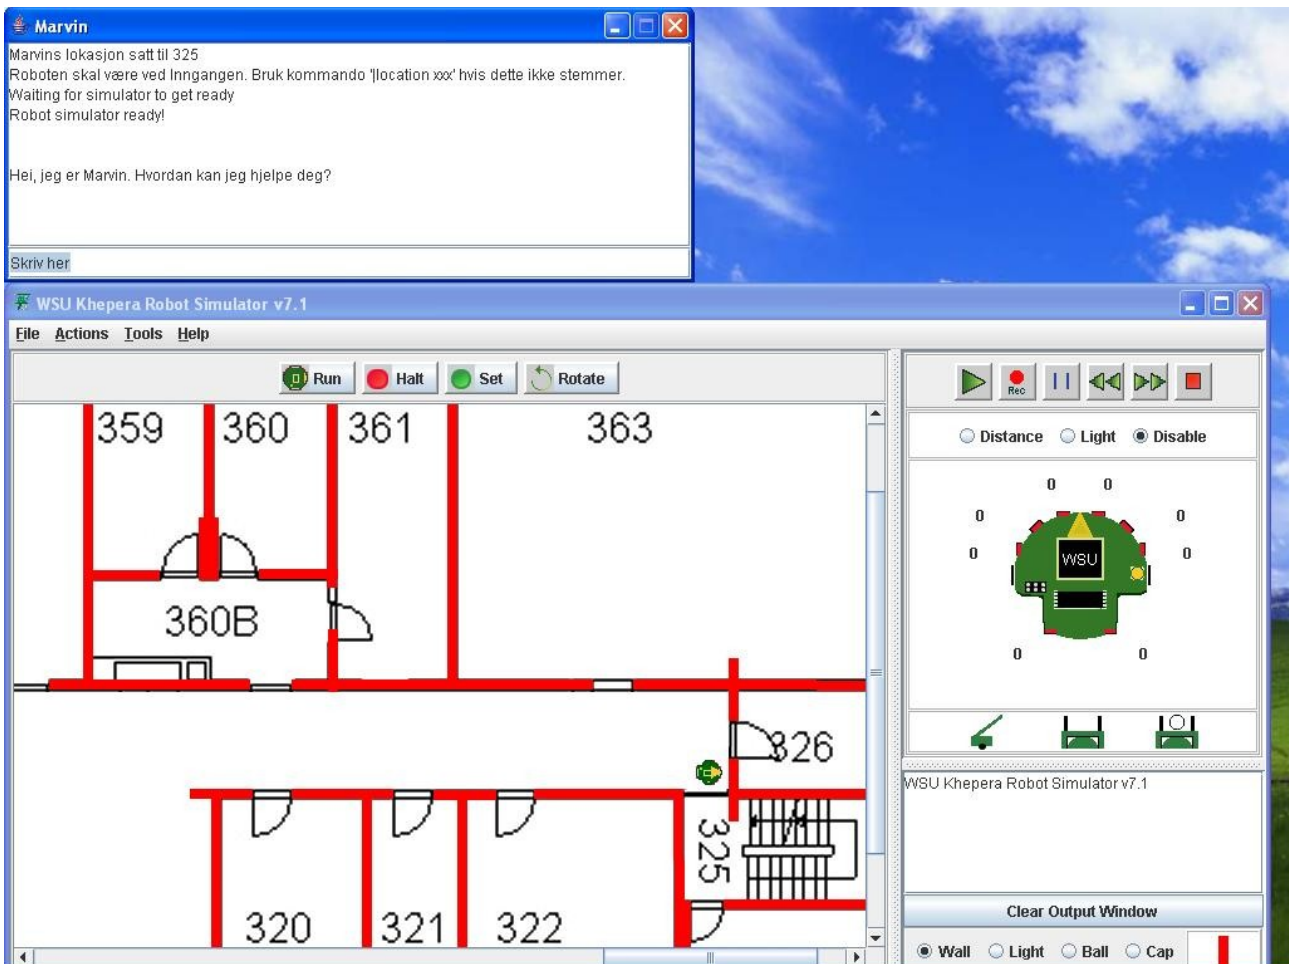 Marvin
Marvins lokasjon satt til 325
Roboten skal være ved Inngangen. Bruk kommando '|location xxx' hvis dette ikke stemmer.
Waiting for simulator to get ready
Robot simulator ready!
Hei, jeg er Marvin. Hvordan kan jeg hjelpe deg?
Skriv her
WSU Khepera Robot Simulator v7.1
File Actions Tools Help
Run Halt Set Rotate
Rec
359 360 361 363
Distance Light Disable
0 0
0 0
0 0
WSU
360B
0 0
326
WSU Khepera Robot Simulator v7.1
325
320 321 322
Clear Output Window
Wall Light Ball Cap